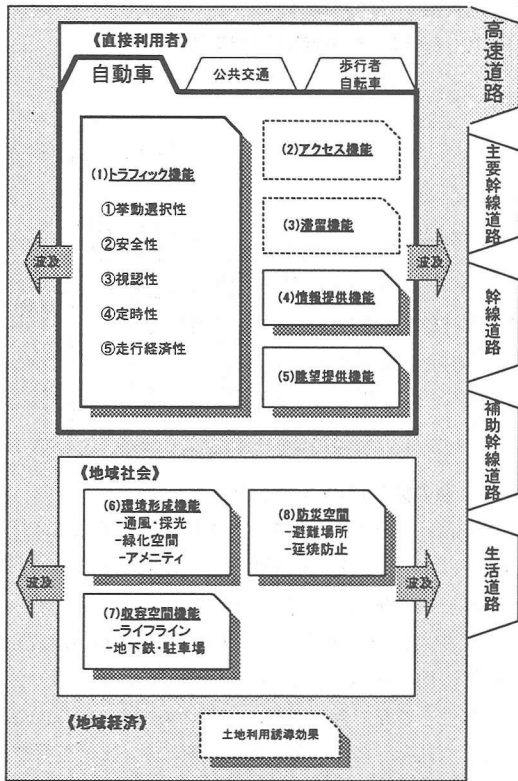 《直接利用者》
自動車
公共交通
歩行者
自転車
(1)トラフィック機能
①挙動選択性
②安全性
③視認性
④定時性
⑤走行経済性
(2)アクセス機能
(3)滞留機能
(4)情報提供機能
(5)眺望提供機能
波及
波及
《地域社会》
(6)環境形成機能
-通風・採光
-緑化空間
-アメニティ
(8)防災空間
-避難場所
-延焼防止
(7)収容空間機能
-ライフライン
-地下鉄・駐車場
波及
波及
《地域経済》
土地利用誘導効果
高速道路
主要幹線道路
幹線道路
補助幹線道路
生活道路